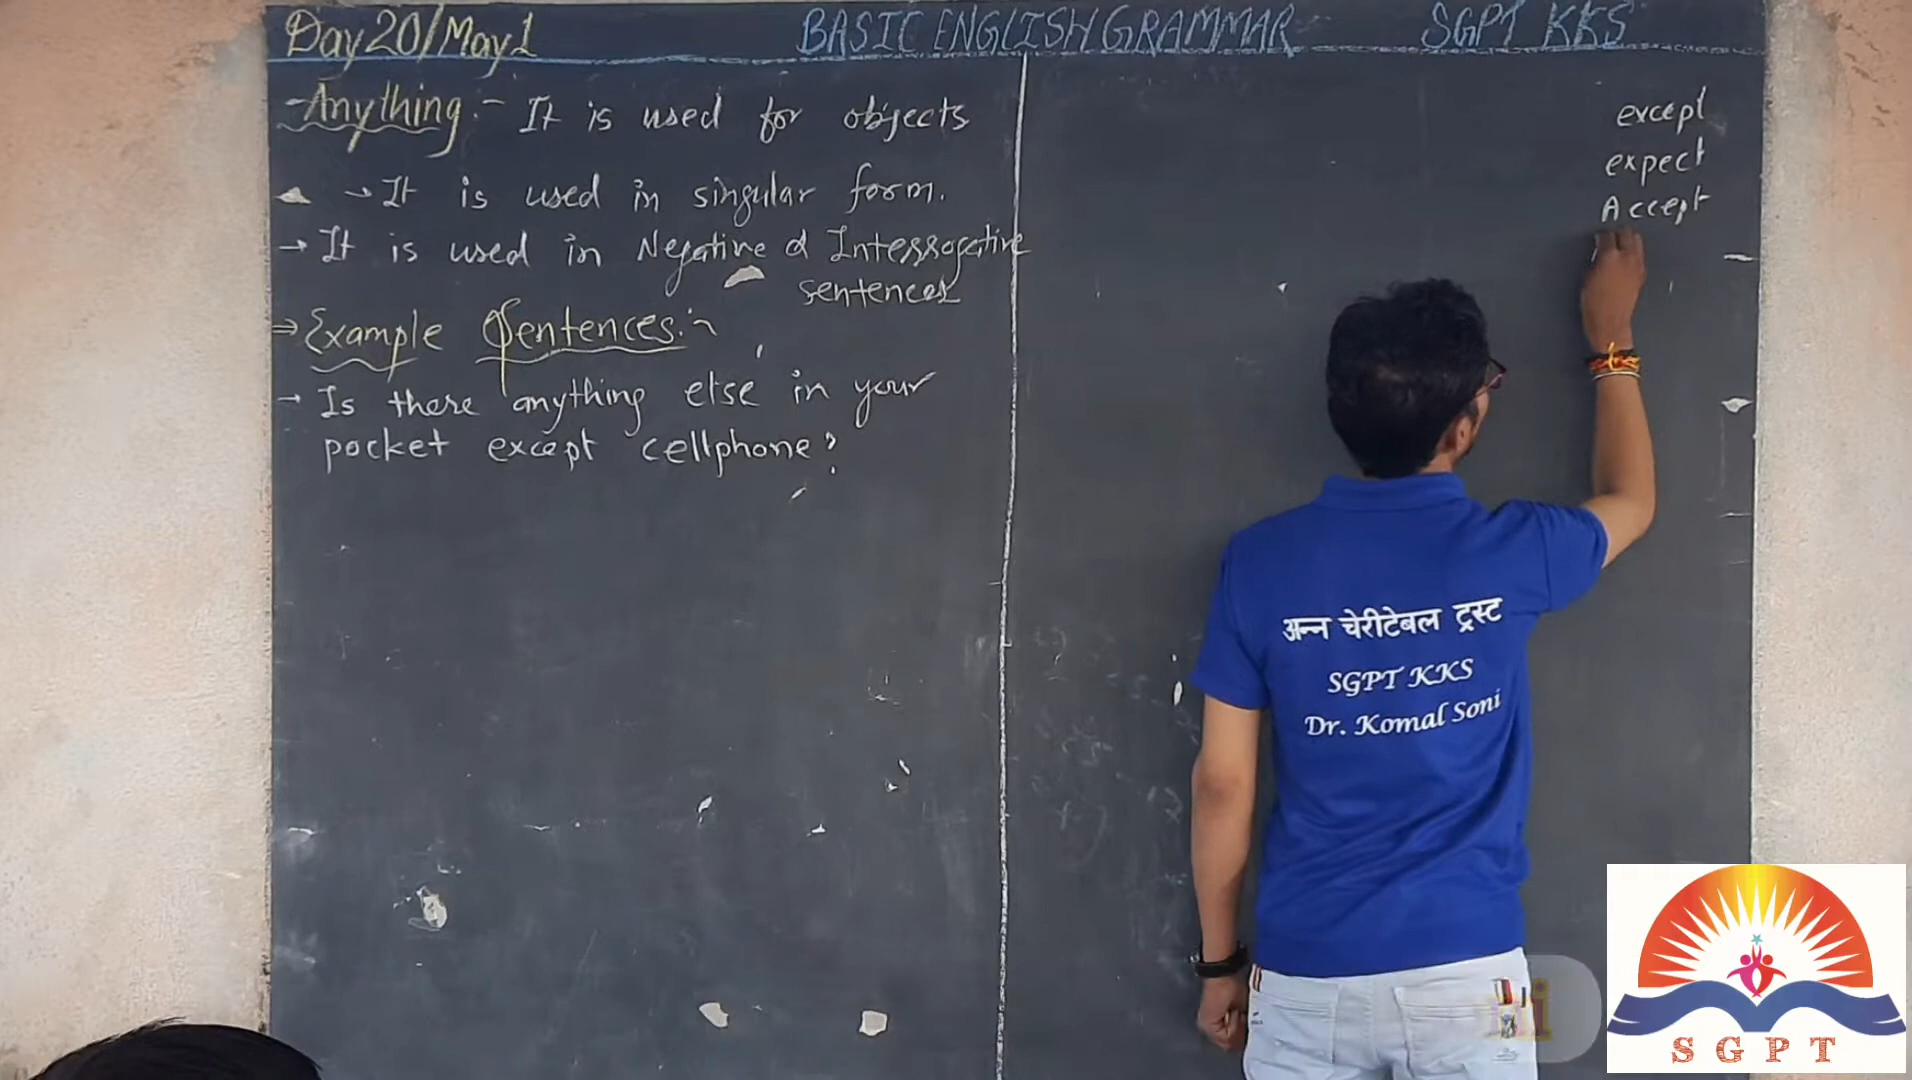 Day 20/May 1 BASIC ENGLISH GRAMMAR SGPT KKS
-Anything:- It is used for objects
→ It is used in singular form.
→ It is used in Negative & Interrogative
sentences
⇒ Example Sentences:-
→ Is there anything else in your
pocket except cellphone?
except
expect
Accept
अन्न चेरीटेबल ट्रस्ट
SGPT KKS
Dr. Komal Soni
SGPT